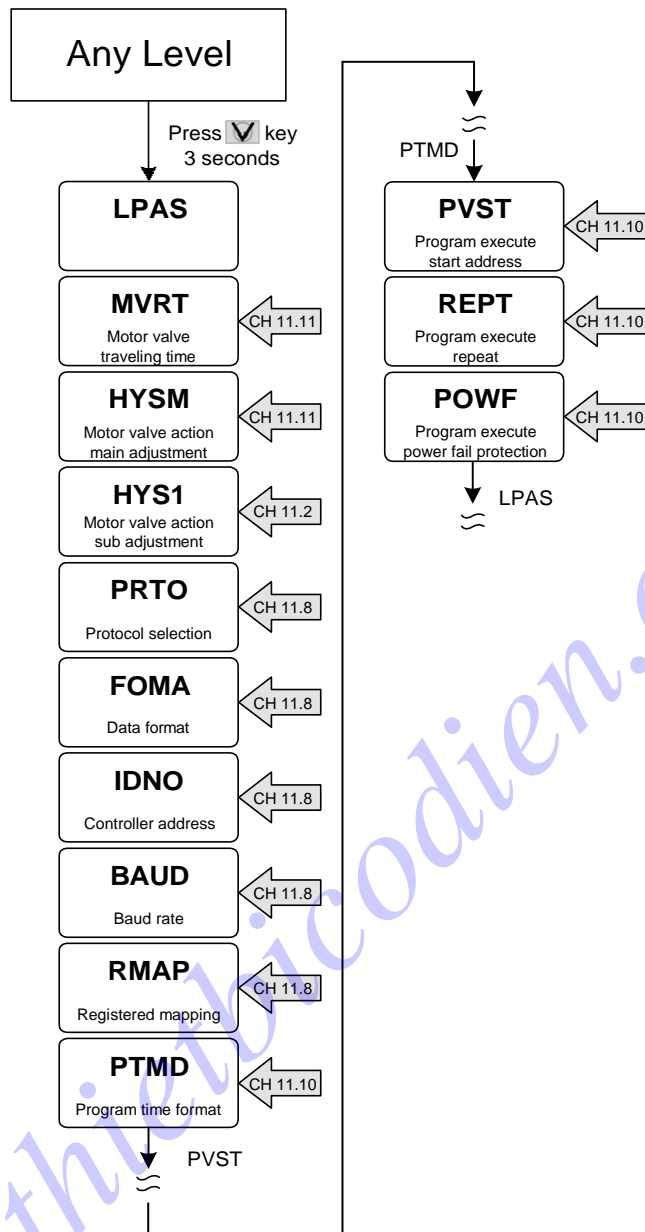 Any Level
Press key
3 seconds
LPAS
MVRT
Motor valve
traveling time
CH 11.11
HYSM
Motor valve action
main adjustment
CH 11.11
HYS1
Motor valve action
sub adjustment
CH 11.2
PRTO
Protocol selection
CH 11.8
FOMA
Data format
CH 11.8
IDNO
Controller address
CH 11.8
BAUD
Baud rate
CH 11.8
RMAP
Registered mapping
CH 11.8
PTMD
Program time format
CH 11.10
PVST
PTMD
PVST
Program execute
start address
CH 11.10
REPT
Program execute
repeat
CH 11.10
POWF
Program execute
power fail protection
CH 11.10
LPAS
thietbicodien.